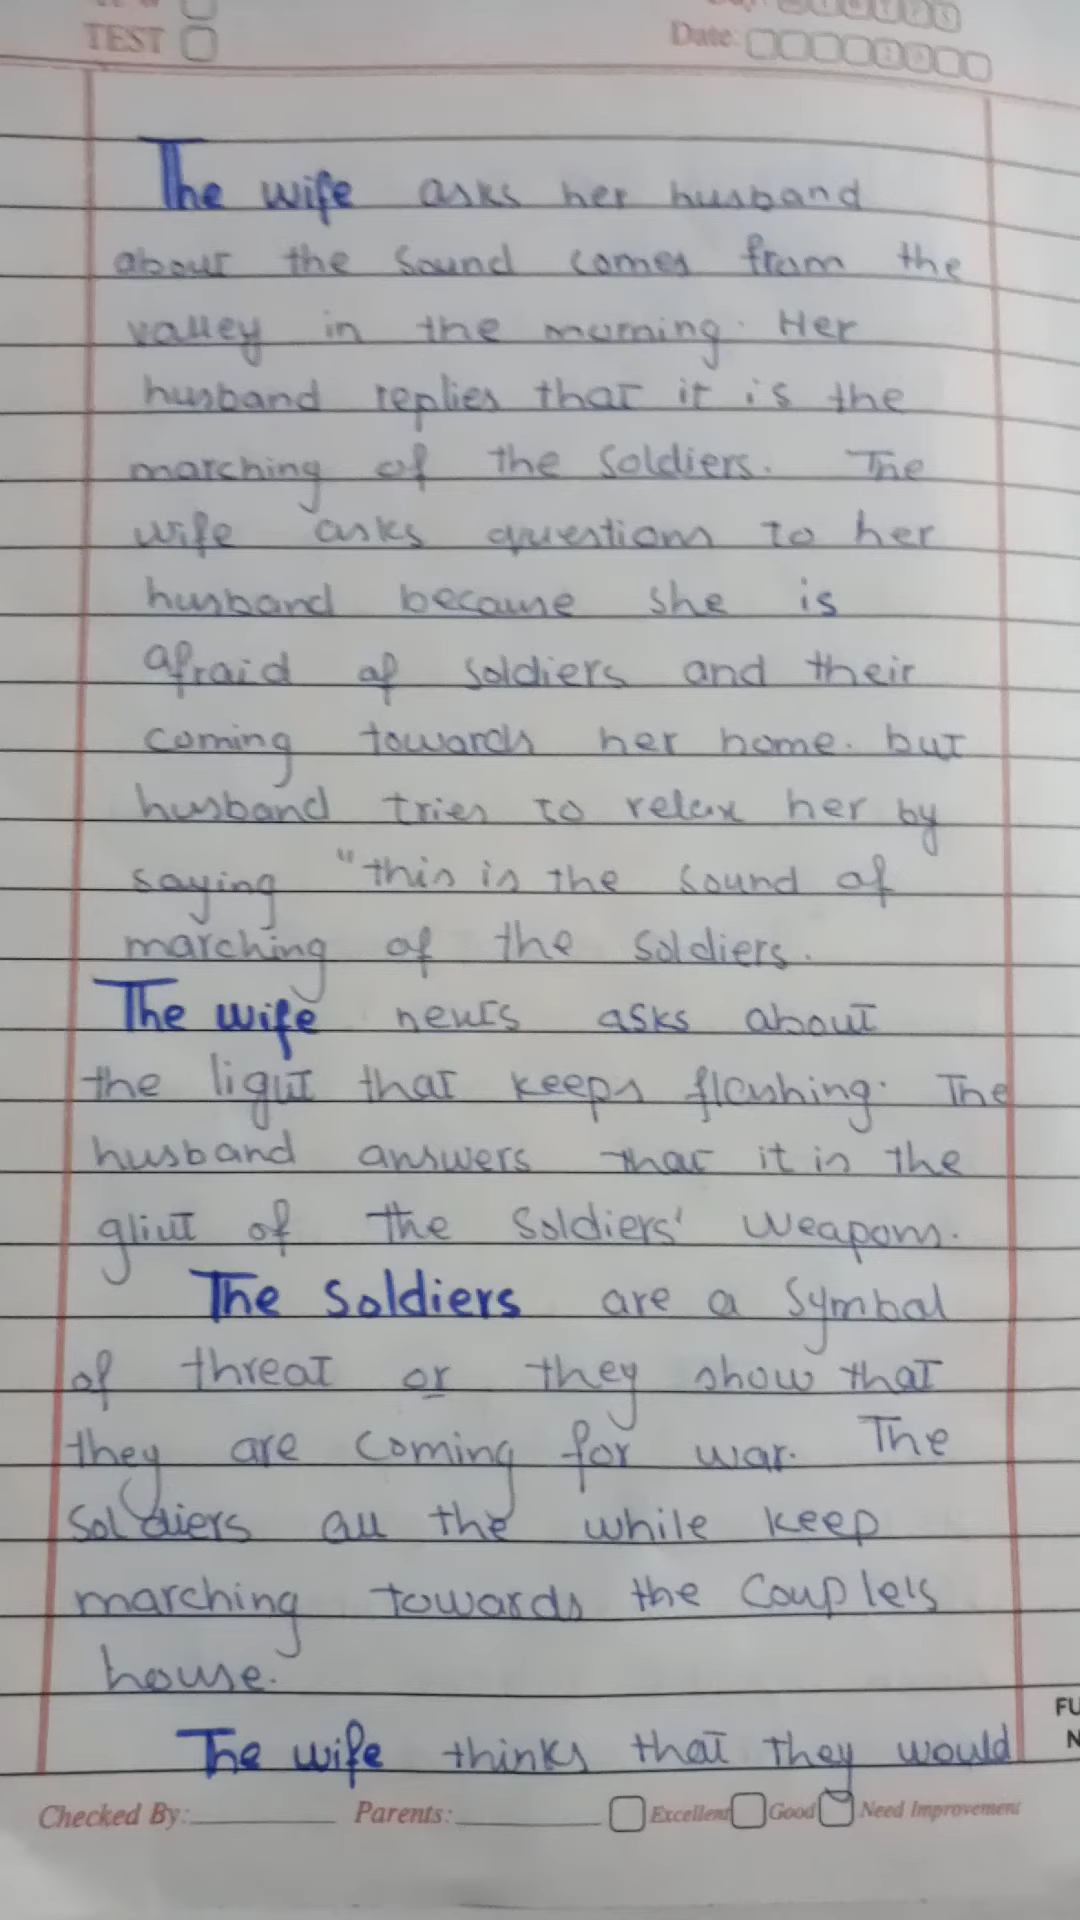 TEST
Date:
The wife asks her husband
about the sound comes from the
valley in the morning. Her
husband replies that it is the
marching of the soldiers. The
wife asks questions to her
husband because she is
afraid of soldiers and their
coming towards her home. but
husband tries to relax her by
saying "this is the sound of
marching of the soldiers.
The wife next asks about
the light that keeps flashing. The
husband answers that it is the
glint of the soldiers' weapons.
The soldiers are a symbol
of threat or they show that
they are coming for war. The
soldiers all the while keep
marching towards the couple's
house.
The wife thinks that they would
FU
N
Checked By: Parents: Excellent Good Need Improvement